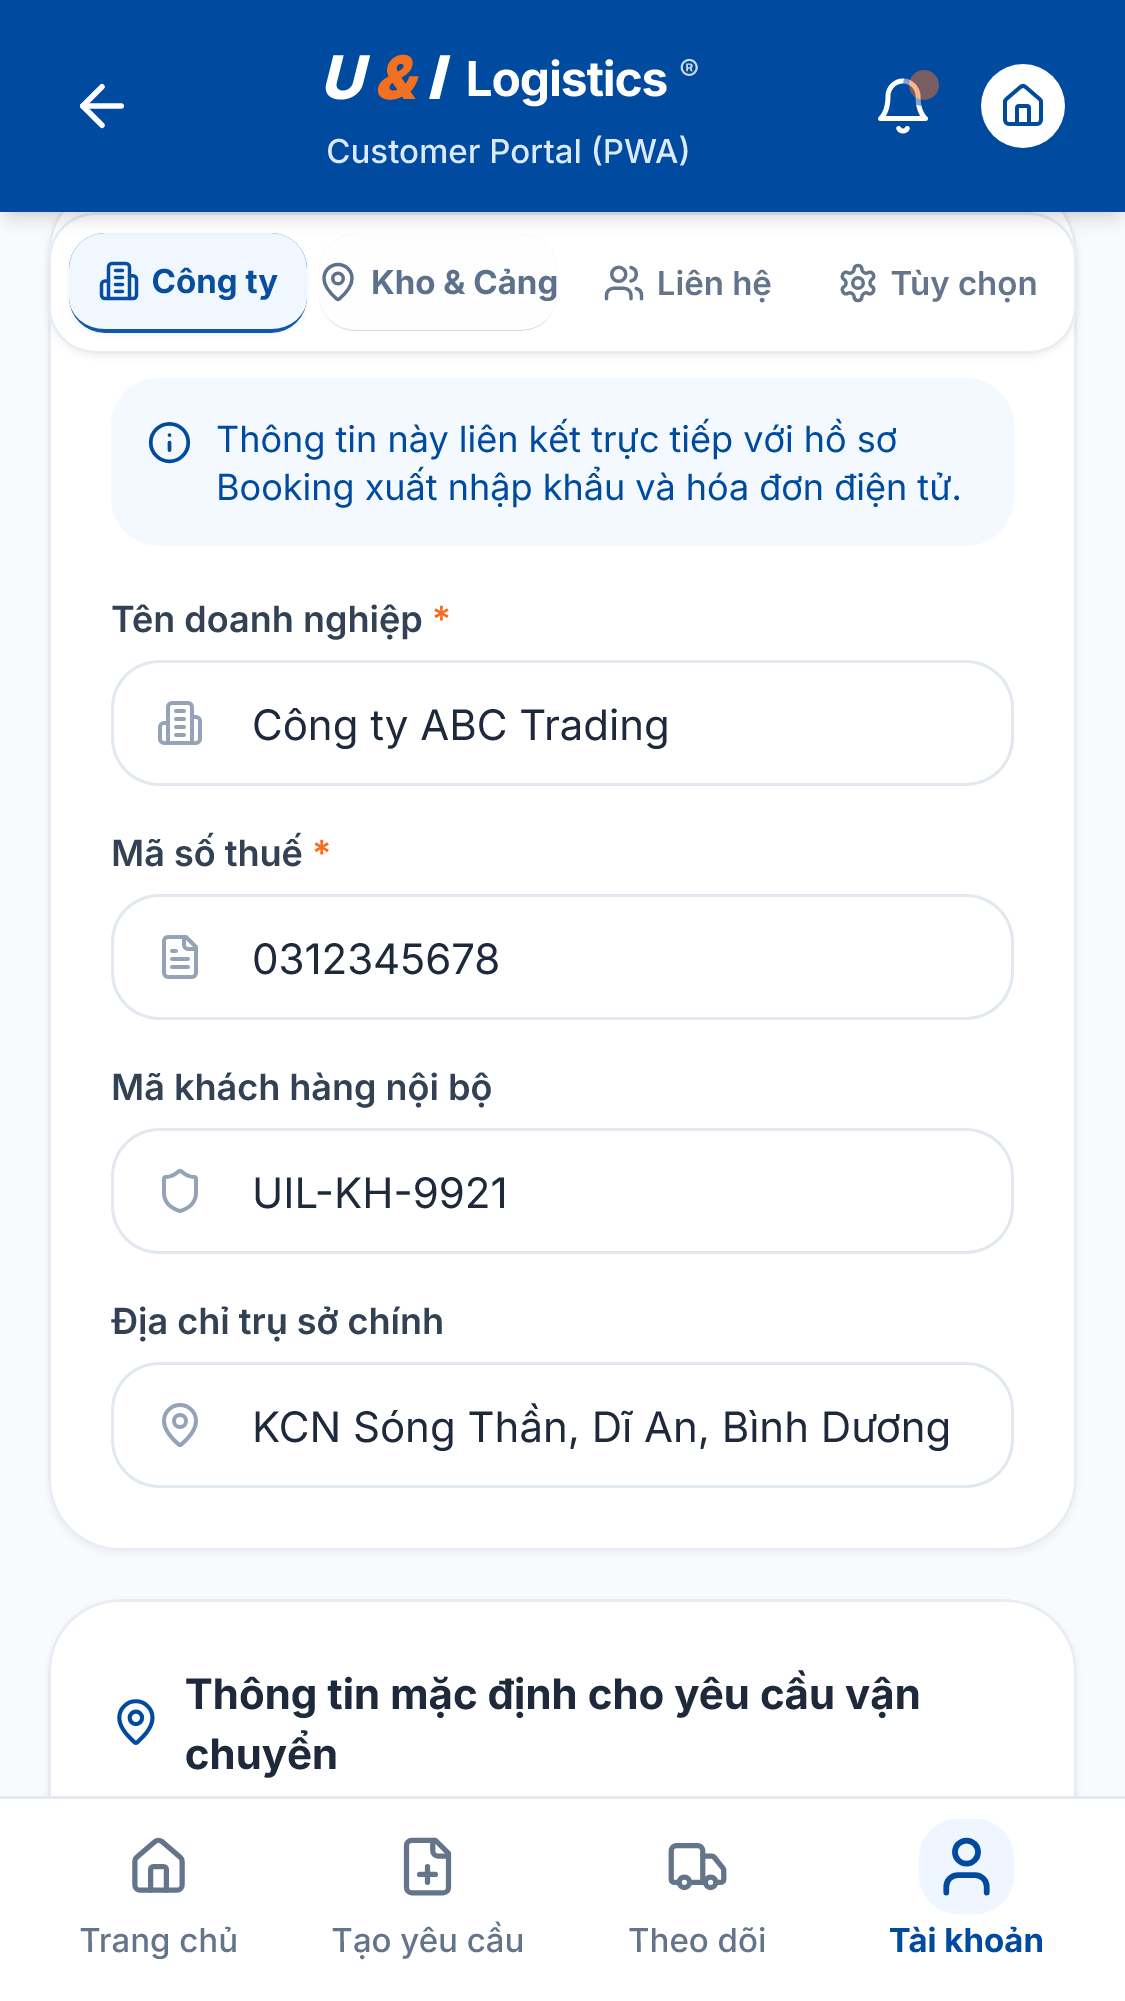 U & I Logistics ®
Customer Portal (PWA)
Công ty
Kho & Cảng
Liên hệ
Tùy chọn
Thông tin này liên kết trực tiếp với hồ sơ
Booking xuất nhập khẩu và hóa đơn điện tử.
Tên doanh nghiệp *
Công ty ABC Trading
Mã số thuế *
0312345678
Mã khách hàng nội bộ
UIL-KH-9921
Địa chỉ trụ sở chính
KCN Sóng Thần, Dĩ An, Bình Dương
Thông tin mặc định cho yêu cầu vận
chuyển
Trang chủ
Tạo yêu cầu
Theo dõi
Tài khoản